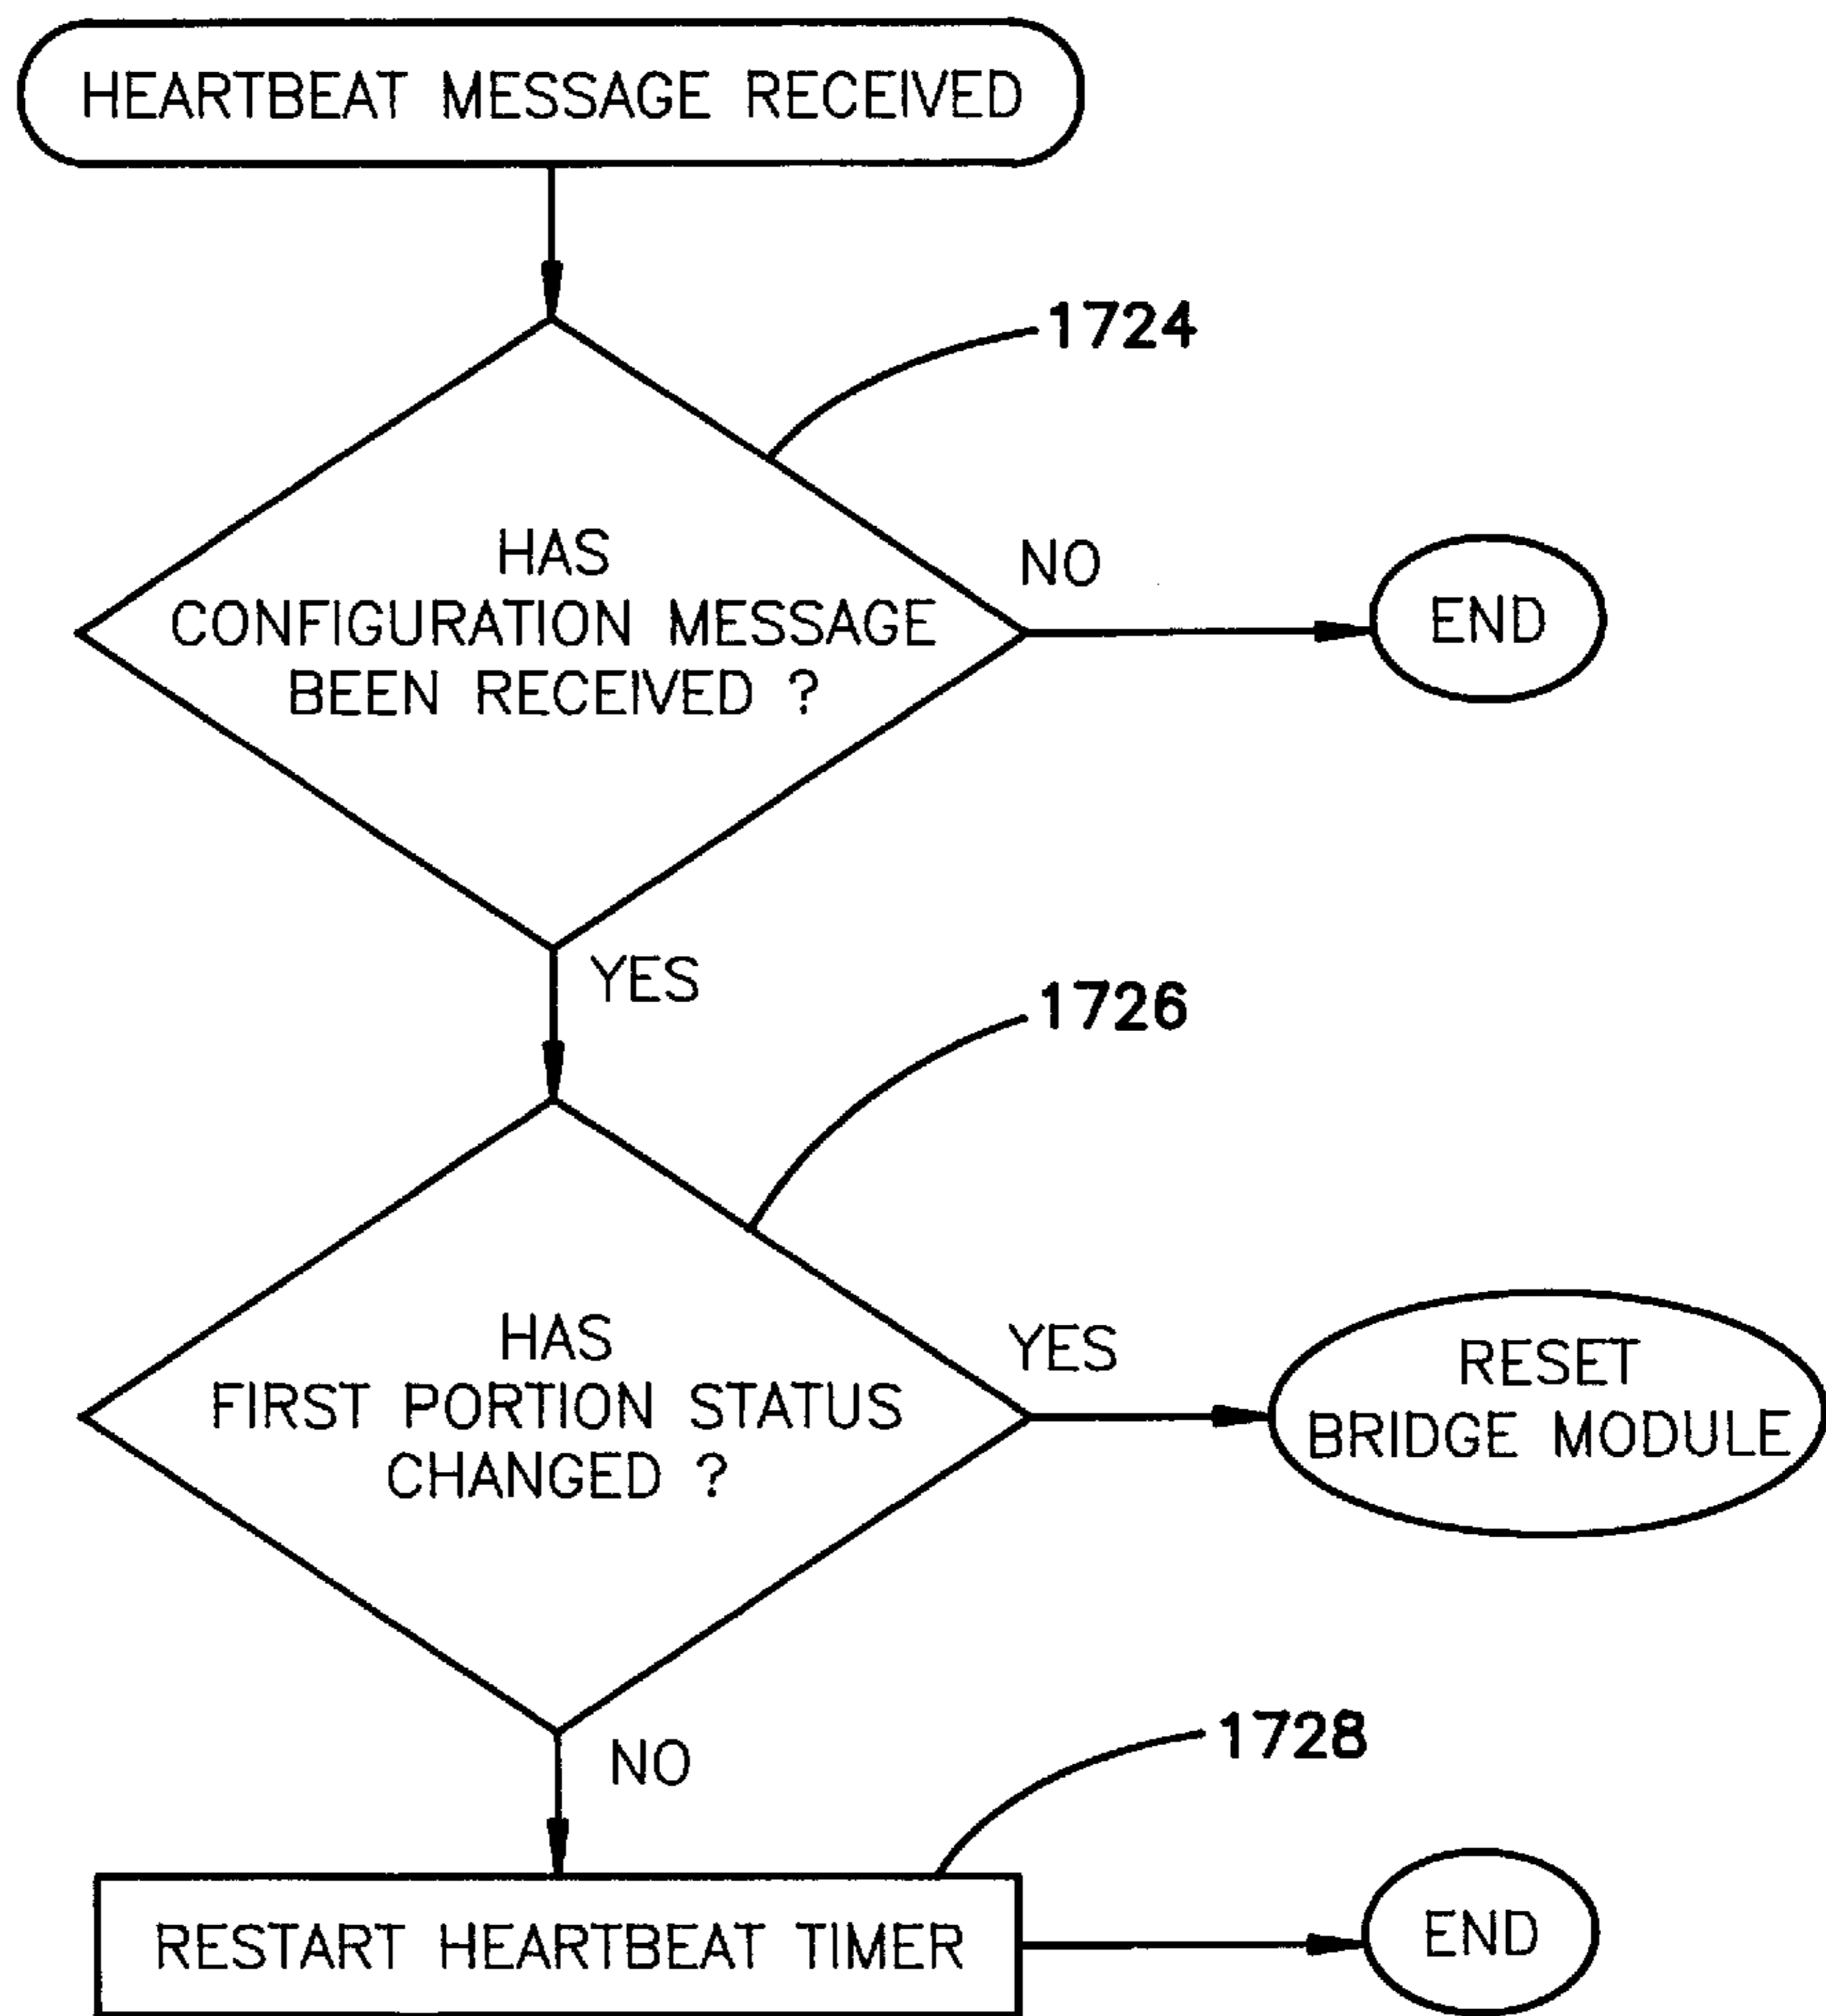 HEARTBEAT MESSAGE RECEIVED
1724
HAS
CONFIGURATION MESSAGE
BEEN RECEIVED ?
NO
END
YES
1726
HAS
FIRST PORTION STATUS
CHANGED ?
YES
RESET
BRIDGE MODULE
NO
1728
RESTART HEARTBEAT TIMER
END